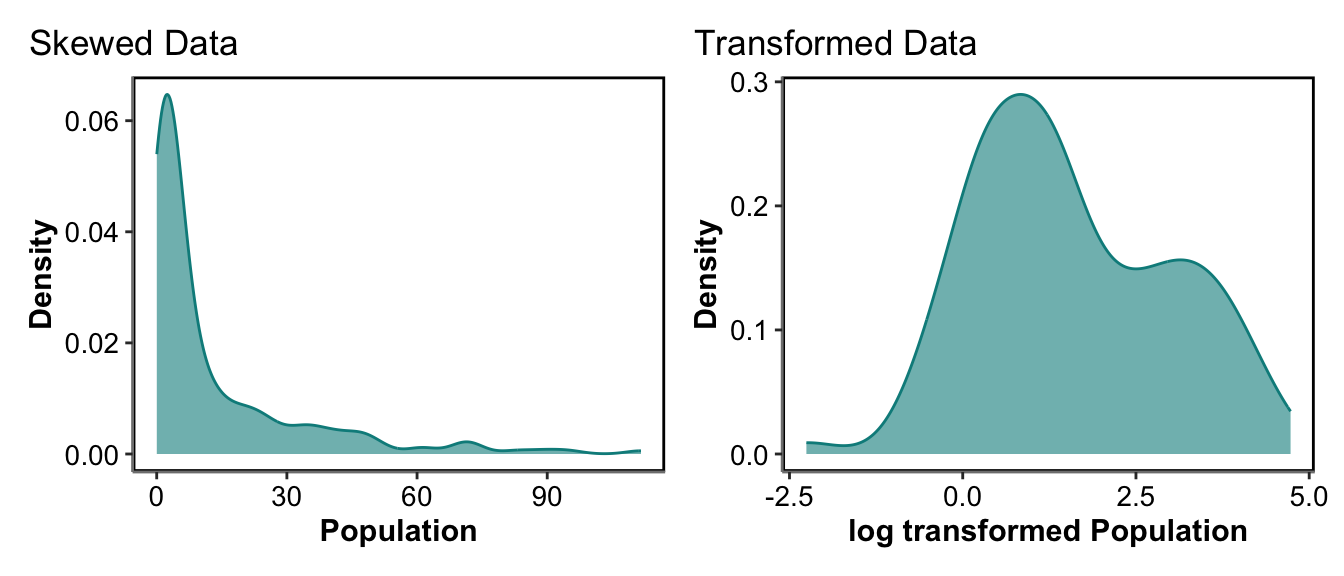 Skewed Data
0.06
0.04
0.02
0.00
Density
0 30 60 90
Population
Transformed Data
0.3
0.2
0.1
0.0
Density
-2.5 0.0 2.5 5.0
log transformed Population